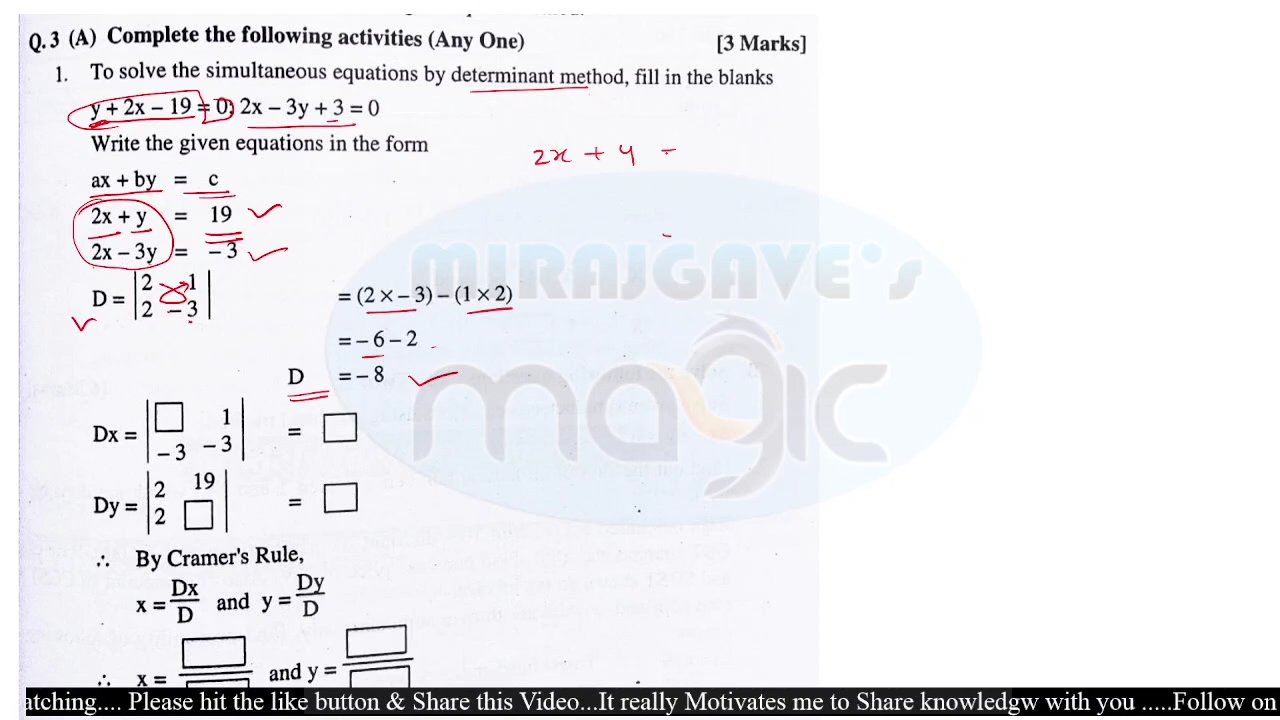 Q.3 (A) Complete the following activities (Any One) [3 Marks]
1. To solve the simultaneous equations by determinant method, fill in the blanks
y + 2x − 19 = 0; 2x − 3y + 3 = 0
Write the given equations in the form
2x + y =
ax + by = c
2x + y = 19
2x − 3y = − 3
MIRAJGAVE's
magic
D = | 2 1 | = (2 × − 3) − (1 × 2)
| 2 − 3 |
= − 6 − 2
D = − 8
Dx = | □ 1 | = □
| − 3 − 3 |
Dy = | 2 19 | = □
| 2 □ |
∴ By Cramer's Rule,
x = Dx/D and y = Dy/D
∴ x = □/□ and y = □/□
atching.... Please hit the like button & Share this Video...It really Motivates me to Share knowledgw with you .....Follow on